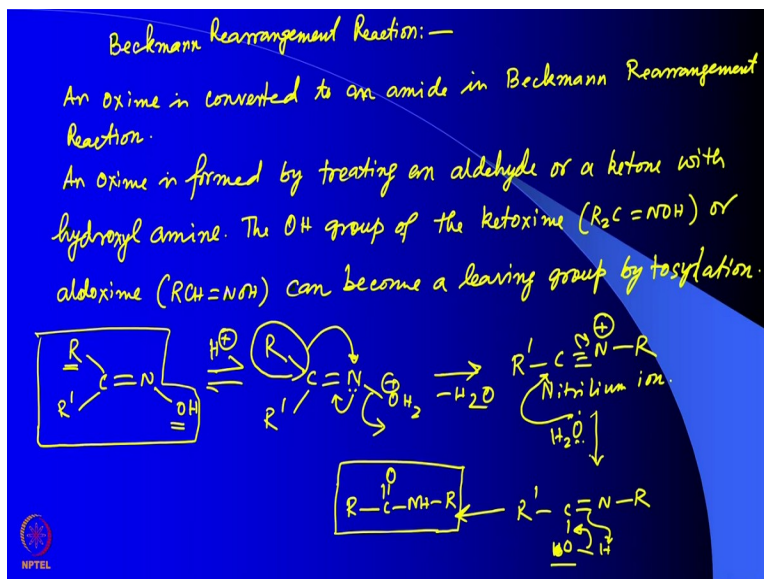 Beckmann Rearrangement Reaction:—
An oxime is converted to an amide in Beckmann Rearrangement
Reaction.
An oxime is formed by treating an aldehyde or a ketone with
hydroxyl amine. The OH group of the ketoxime (R₂C=NOH) or
aldoxime (RCH=NOH) can become a leaving group by tosylation.
R R' C=N OH
H⊕
R R' C=N̈ ⊕OH₂
-H₂O
R'-C≡N⊕-R
Nitrilium ion.
H₂Ö
R-C(=O)-NH-R
R'-C=N-R
HO-H
NPTEL